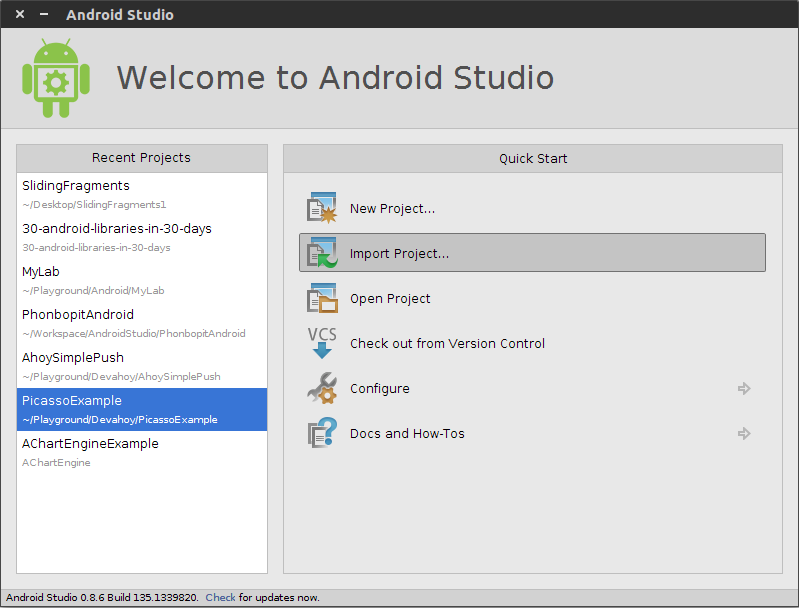 Android Studio
Welcome to Android Studio
Recent Projects
SlidingFragments
~/Desktop/SlidingFragments1
30-android-libraries-in-30-days
30-android-libraries-in-30-days
MyLab
~/Playground/Android/MyLab
PhonbopitAndroid
~/Workspace/AndroidStudio/PhonbopitAndroid
AhoySimplePush
~/Playground/Devahoy/AhoySimplePush
PicassoExample
~/Playground/Devahoy/PicassoExample
AChartEngineExample
AChartEngine
Quick Start
New Project...
Import Project...
Open Project
VCS
Check out from Version Control
Configure
Docs and How-Tos
Android Studio 0.8.6 Build 135.1339820. Check for updates now.